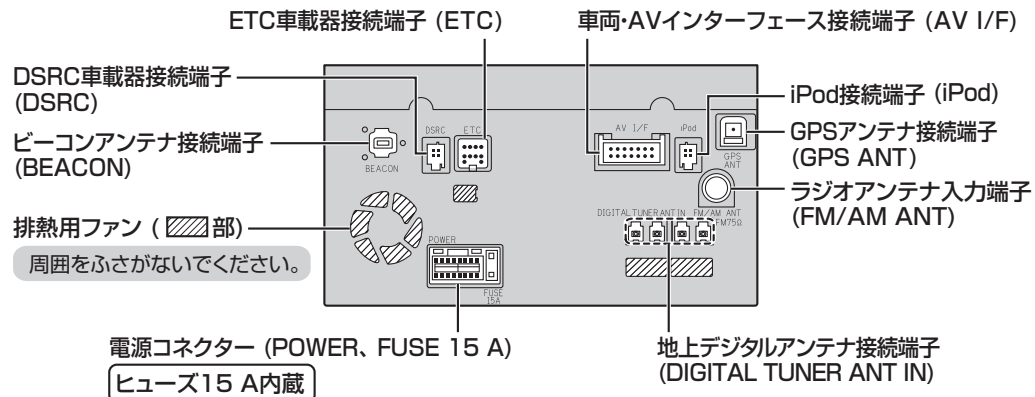 ETC車載器接続端子 (ETC)
車両・AVインターフェース接続端子 (AV I/F)
DSRC車載器接続端子
(DSRC)
ビーコンアンテナ接続端子
(BEACON)
排熱用ファン (部)
周囲をふさがないでください。
iPod接続端子 (iPod)
GPSアンテナ接続端子
(GPS ANT)
ラジオアンテナ入力端子
(FM/AM ANT)
DSRC
ETC
BEACON
AV I/F
iPod
GPS
ANT
DIGITAL TUNER ANT IN
FM/AM ANT
FM75Ω
POWER
FUSE
15A
電源コネクター (POWER、FUSE 15 A)
ヒューズ15 A内蔵
地上デジタルアンテナ接続端子
(DIGITAL TUNER ANT IN)